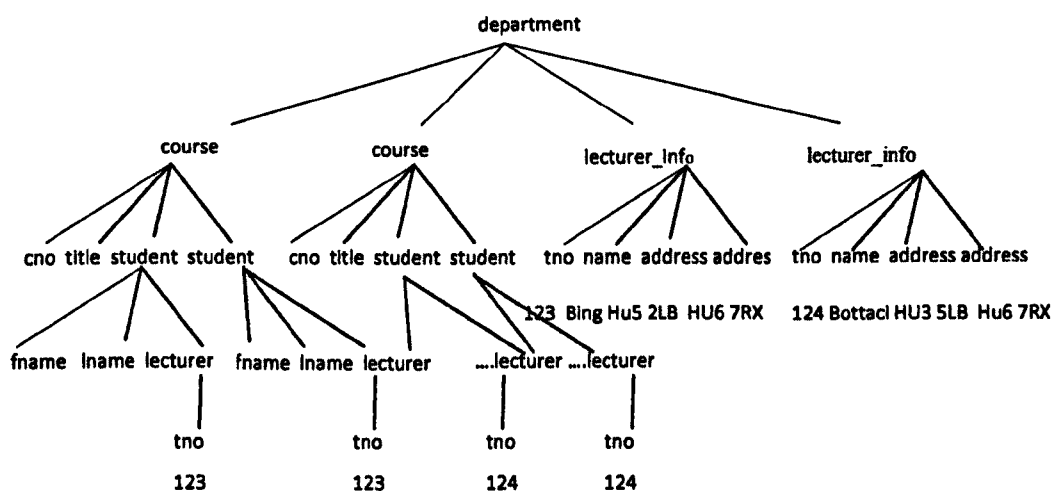 department
course course lecturer_info lecturer_info
cno title student student cno title student student tno name address addres tno name address address
123 Bing Hu5 2LB HU6 7RX 124 Bottaci HU3 5LB Hu6 7RX
fname lname lecturer fname lname lecturer ....lecturer ....lecturer
tno tno tno tno
123 123 124 124